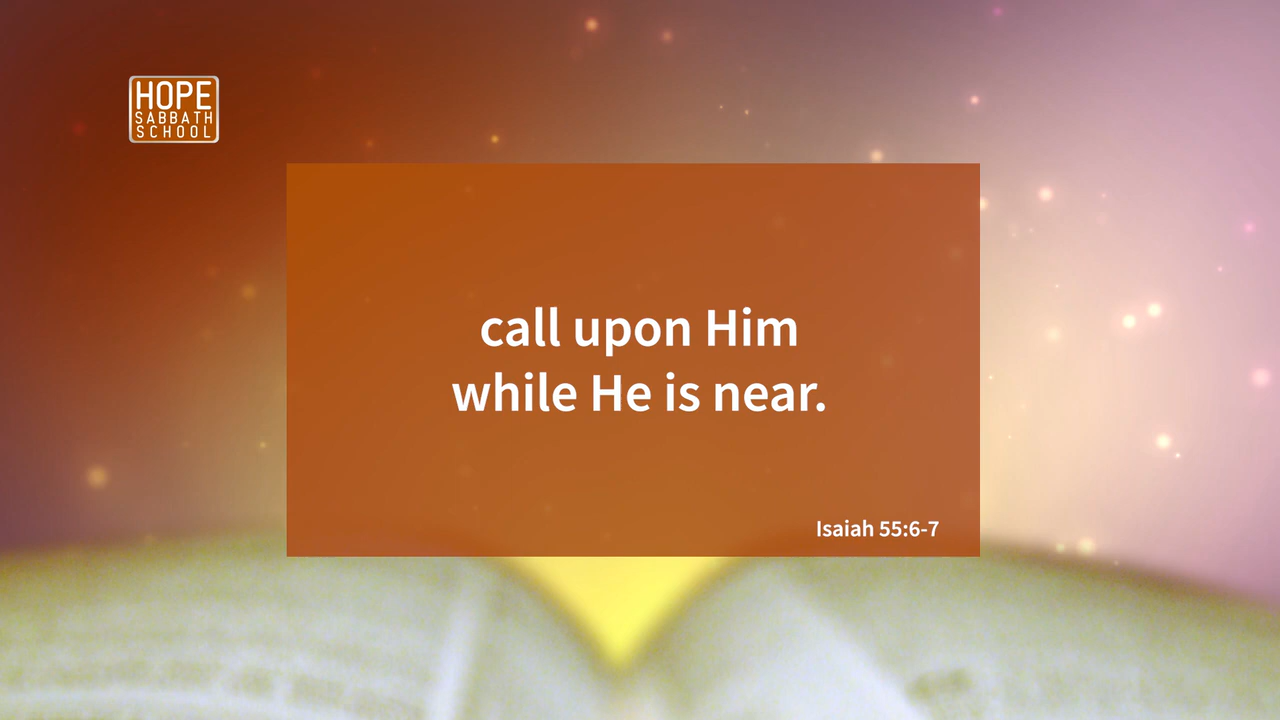 HOPE
SABBATH
SCHOOL
call upon Him
while He is near.
Isaiah 55:6-7